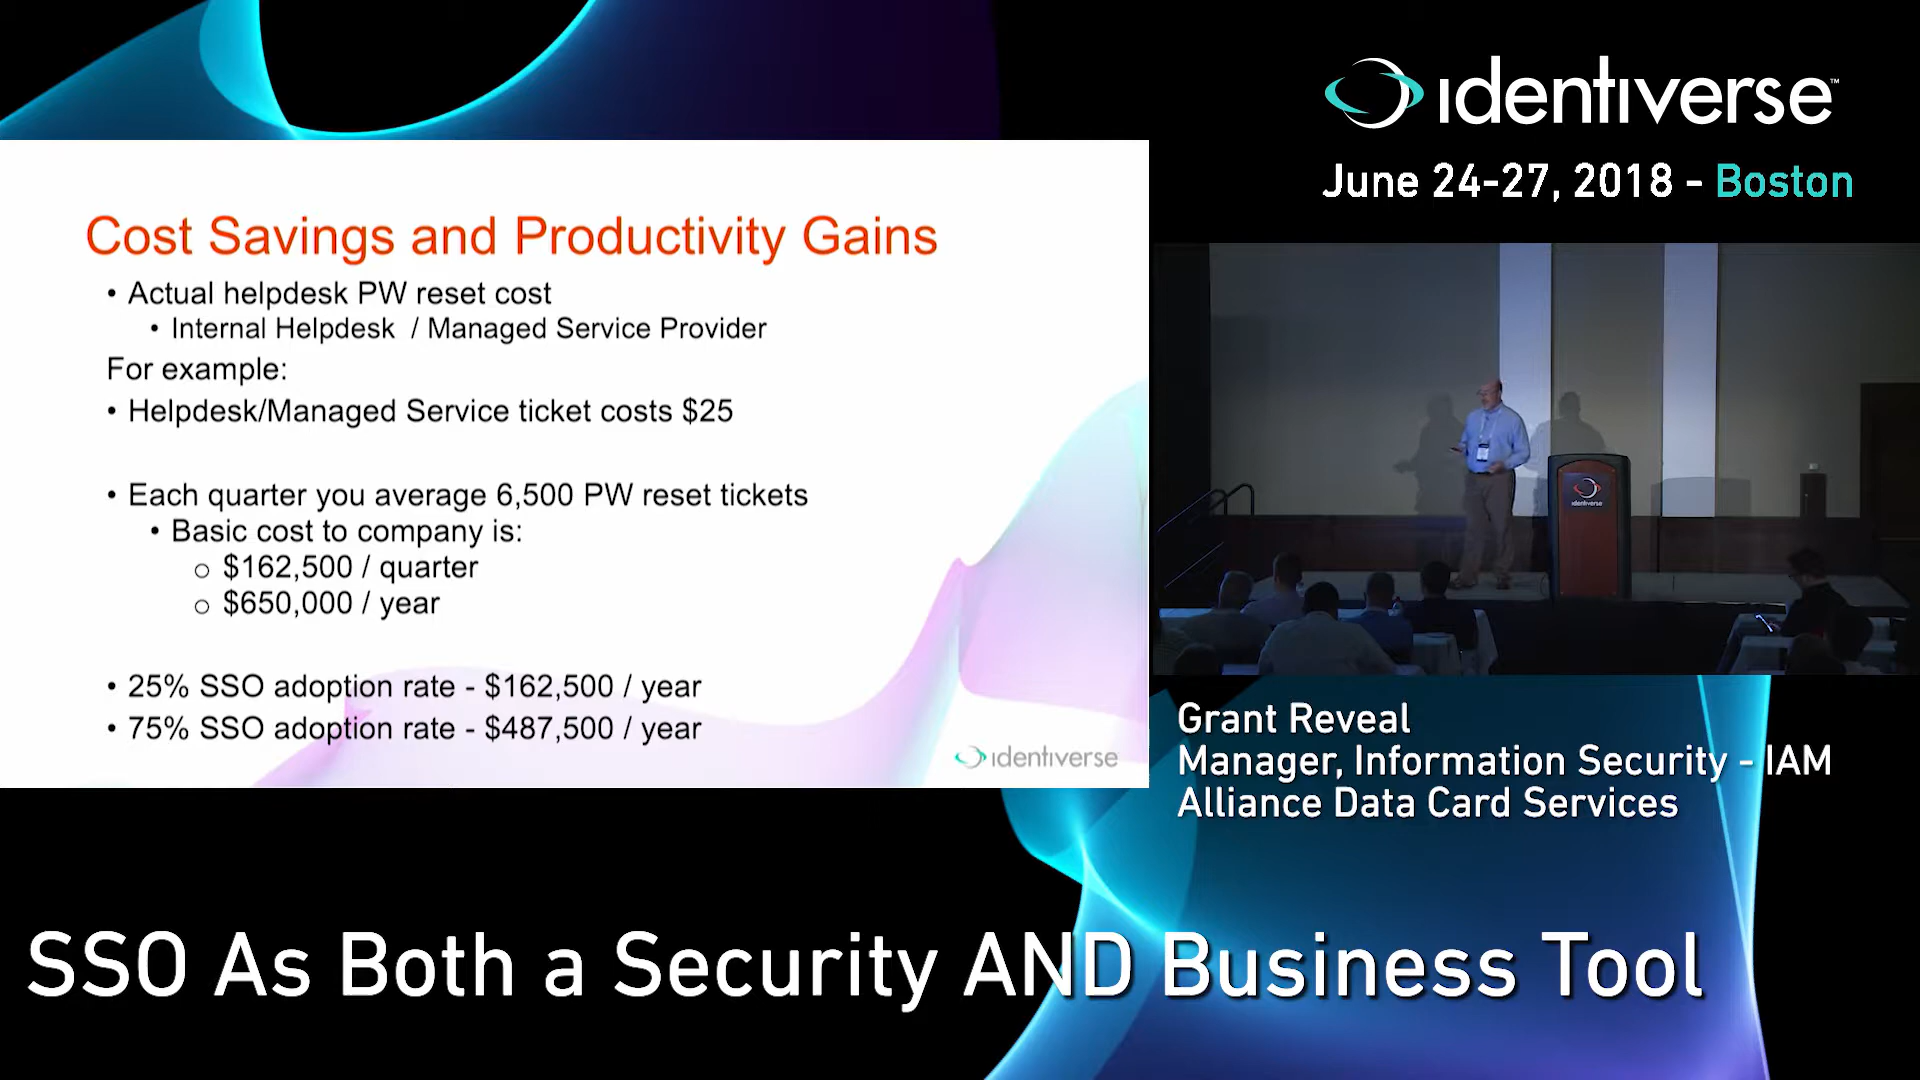 identiverse™
June 24-27, 2018 - Boston
Cost Savings and Productivity Gains
• Actual helpdesk PW reset cost
• Internal Helpdesk / Managed Service Provider
For example:
• Helpdesk/Managed Service ticket costs $25
• Each quarter you average 6,500 PW reset tickets
• Basic cost to company is:
○ $162,500 / quarter
○ $650,000 / year
• 25% SSO adoption rate - $162,500 / year
• 75% SSO adoption rate - $487,500 / year
identiverse
identiverse
Grant Reveal
Manager, Information Security - IAM
Alliance Data Card Services
SSO As Both a Security AND Business Tool